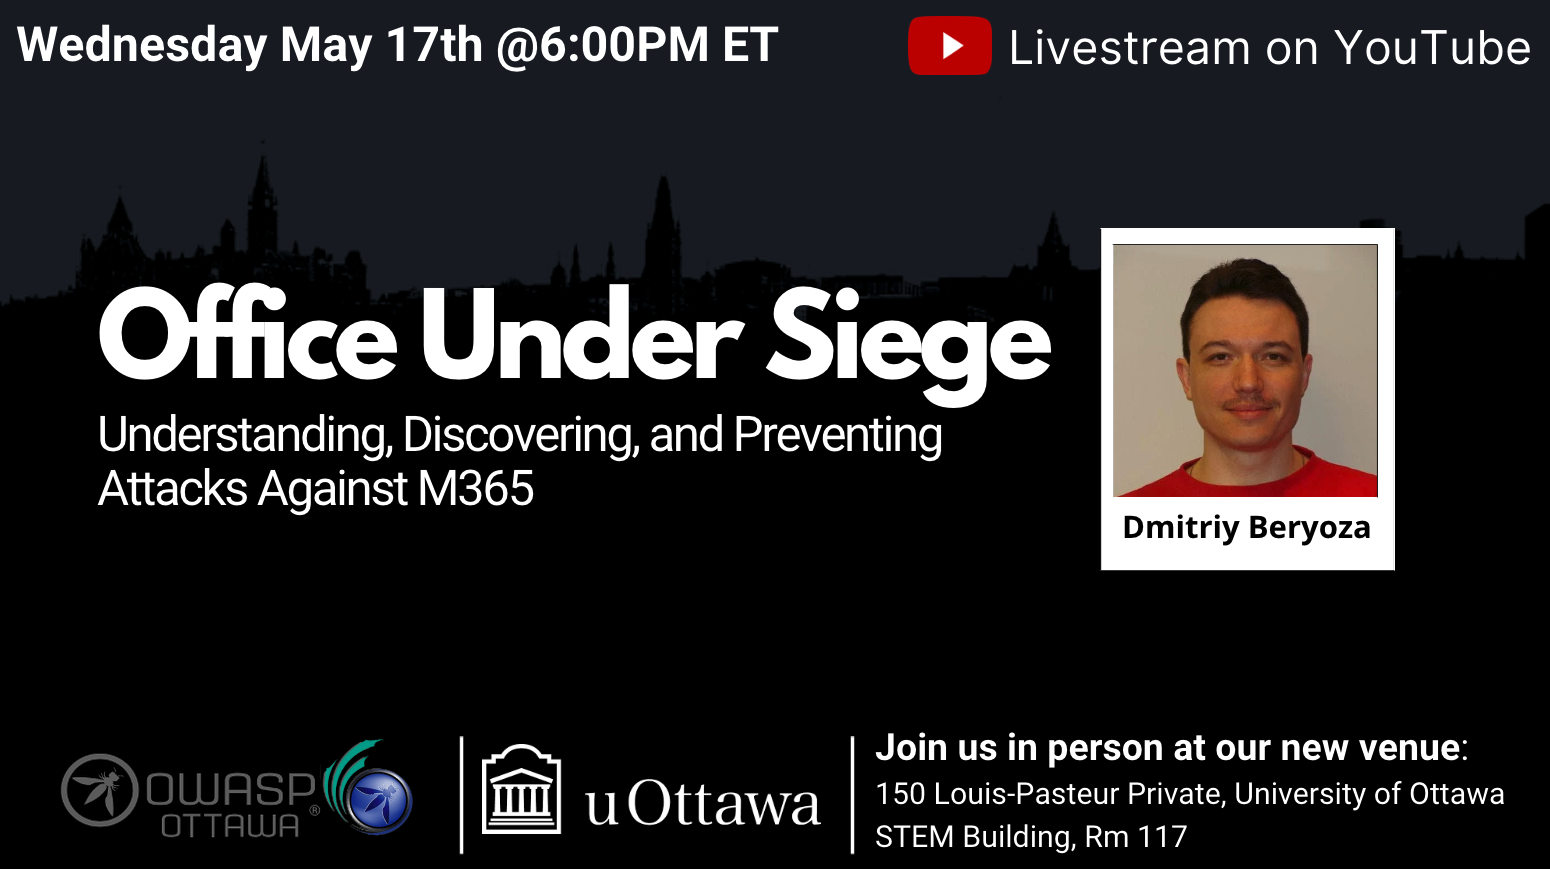 Wednesday May 17th @6:00PM ET
Livestream on YouTube
Office Under Siege
Understanding, Discovering, and Preventing
Attacks Against M365
Dmitriy Beryoza
OWASP®
OTTAWA
uOttawa
Join us in person at our new venue:
150 Louis-Pasteur Private, University of Ottawa
STEM Building, Rm 117